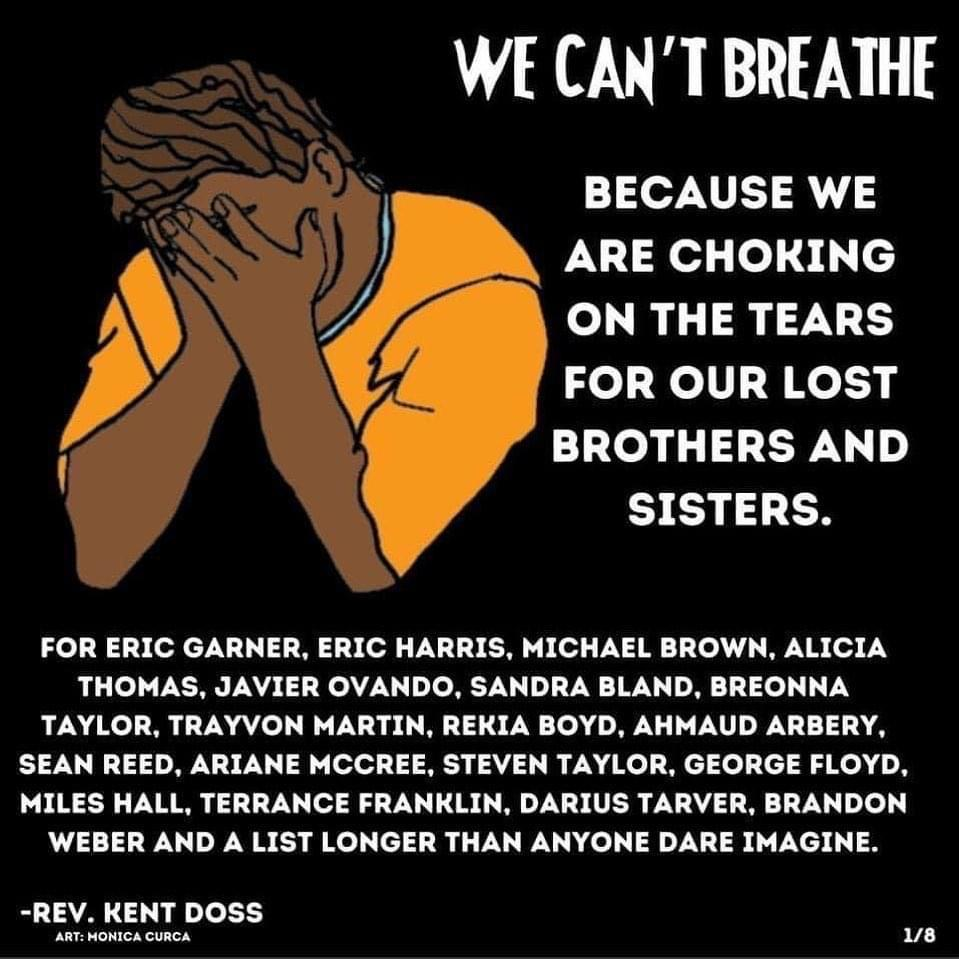 WE CAN'T BREATHE
BECAUSE WE
ARE CHOKING
ON THE TEARS
FOR OUR LOST
BROTHERS AND
SISTERS.
FOR ERIC GARNER, ERIC HARRIS, MICHAEL BROWN, ALICIA
THOMAS, JAVIER OVANDO, SANDRA BLAND, BREONNA
TAYLOR, TRAYVON MARTIN, REKIA BOYD, AHMAUD ARBERY,
SEAN REED, ARIANE MCCREE, STEVEN TAYLOR, GEORGE FLOYD,
MILES HALL, TERRANCE FRANKLIN, DARIUS TARVER, BRANDON
WEBER AND A LIST LONGER THAN ANYONE DARE IMAGINE.
-REV. KENT DOSS
ART: MONICA CURCA
1/8